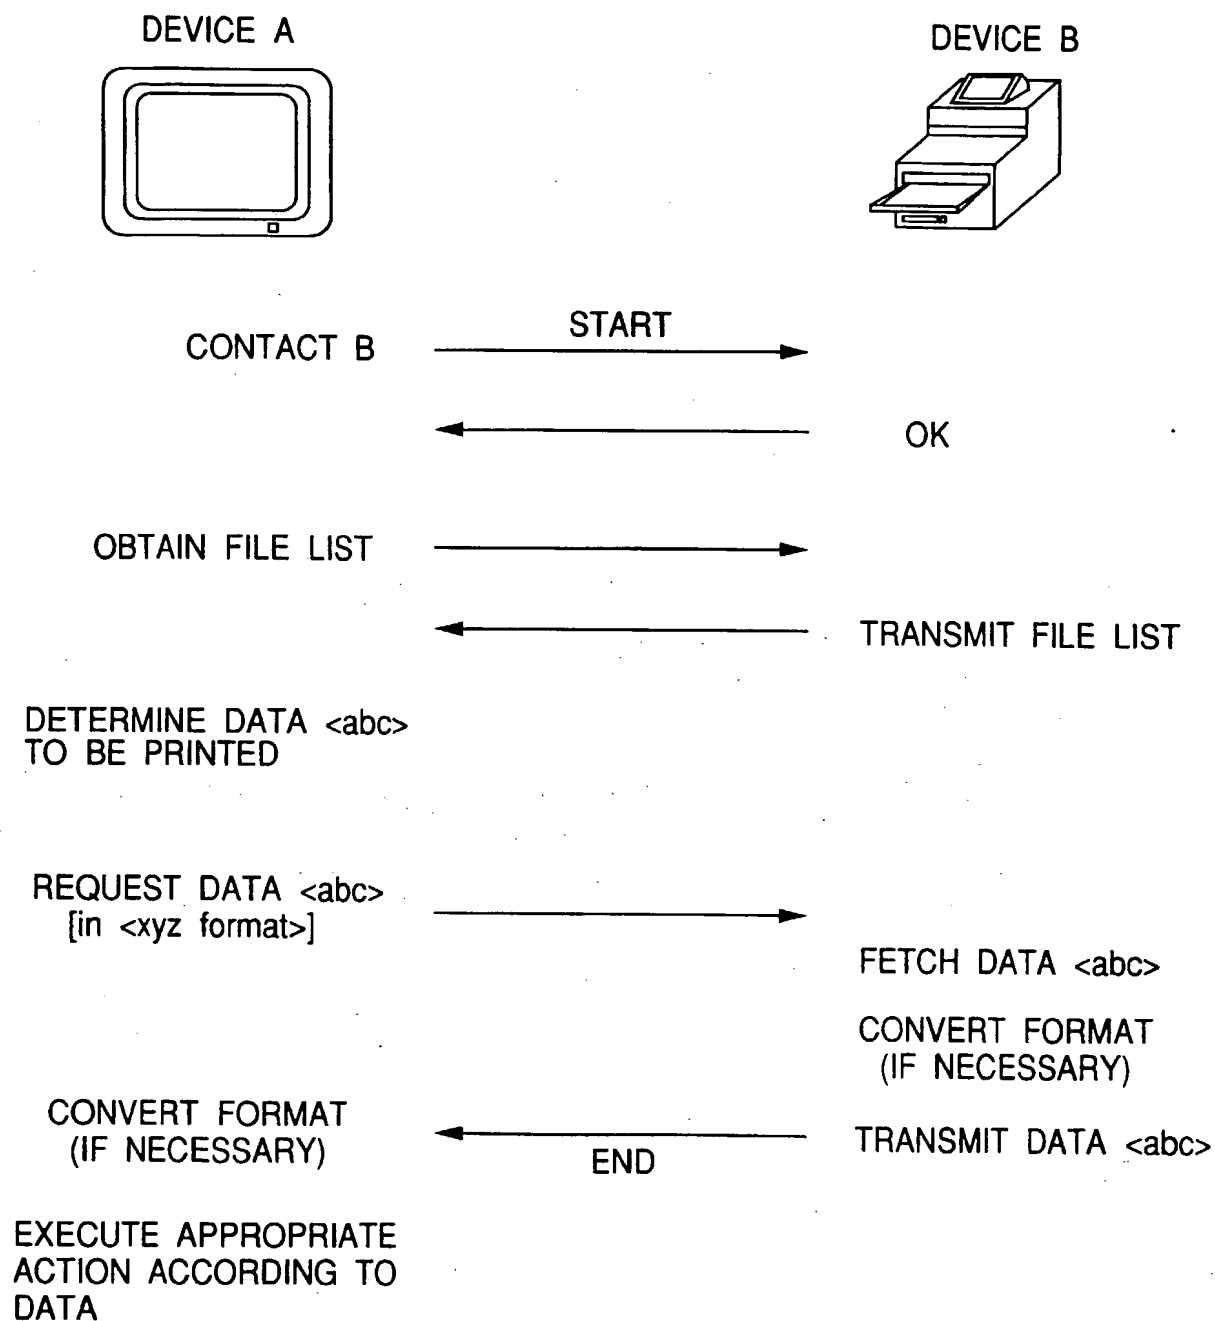 DEVICE A
DEVICE B
START
CONTACT B
OK
OBTAIN FILE LIST
TRANSMIT FILE LIST
DETERMINE DATA <abc>
TO BE PRINTED
REQUEST DATA <abc>
[in <xyz format>]
FETCH DATA <abc>
CONVERT FORMAT
(IF NECESSARY)
CONVERT FORMAT
(IF NECESSARY)
END
TRANSMIT DATA <abc>
EXECUTE APPROPRIATE
ACTION ACCORDING TO
DATA